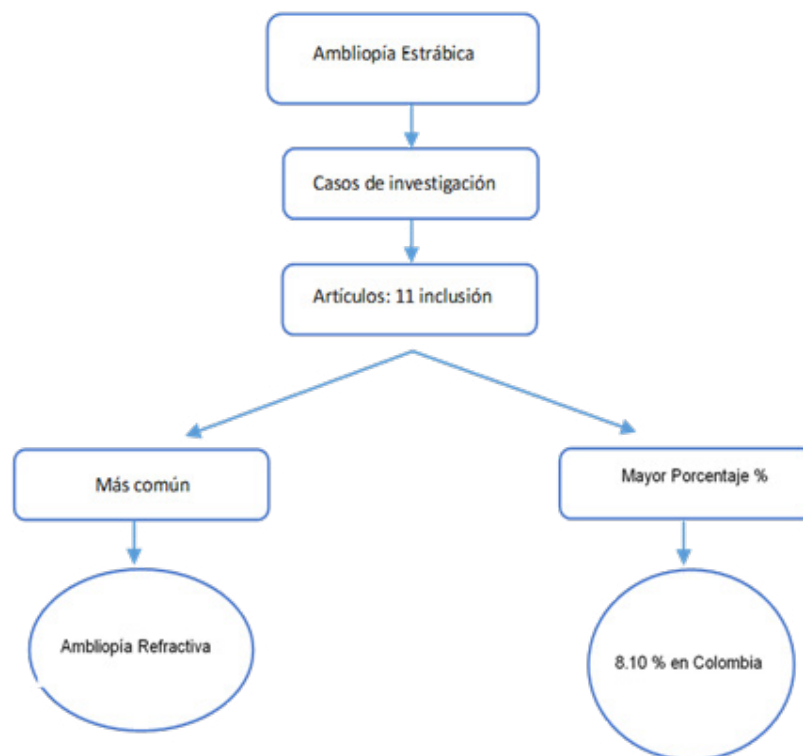 Ambliopía Estrábica
Casos de investigación
Artículos: 11 inclusión
Más común
Mayor Porcentaje %
Ambliopía Refractiva
8.10 % en Colombia